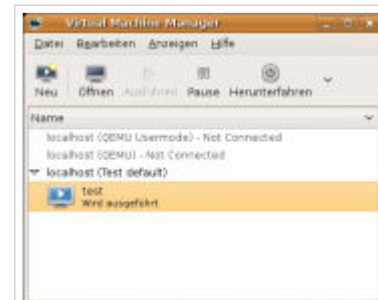 Virtual Machine Manager
Datei Bearbeiten Anzeigen Hilfe
Neu Öffnen Ausführen Pause Herunterfahren
Name
localhost (QEMU Usermode) - Not Connected
localhost (QEMU) - Not Connected
localhost (Test default)
test
Wird ausgeführt